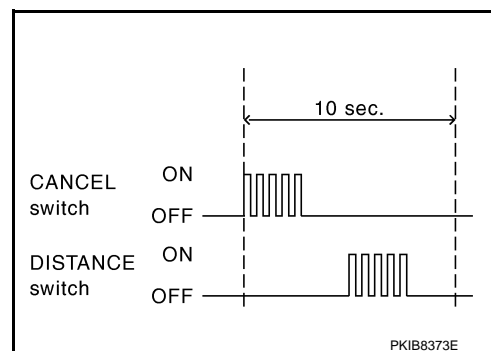 10 sec.
CANCEL
switch
ON
OFF
DISTANCE
switch
ON
OFF
PKIB8373E